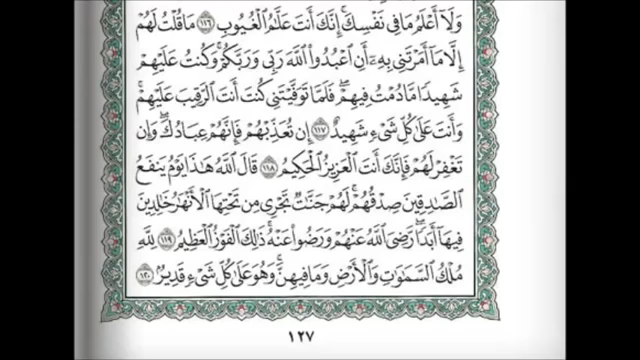 وَلَآ أَعْلَمُ مَا فِى نَفْسِكَ ۚ إِنَّكَ أَنتَ عَلَّٰمُ ٱلْغُيُوبِ ١١٦ مَا قُلْتُ لَهُمْ
إِلَّا مَآ أَمَرْتَنِى بِهِۦٓ أَنِ ٱعْبُدُوا۟ ٱللَّهَ رَبِّى وَرَبَّكُمْ ۚ وَكُنتُ عَلَيْهِمْ
شَهِيدًا مَّا دُمْتُ فِيهِمْ ۖ فَلَمَّا تَوَفَّيْتَنِى كُنتَ أَنتَ ٱلرَّقِيبَ عَلَيْهِمْ ۚ
وَأَنتَ عَلَىٰ كُلِّ شَىْءٍ شَهِيدٌ ١١٧ إِن تُعَذِّبْهُمْ فَإِنَّهُمْ عِبَادُكَ ۖ وَإِن
تَغْفِرْ لَهُمْ فَإِنَّكَ أَنتَ ٱلْعَزِيزُ ٱلْحَكِيمُ ١١٨ قَالَ ٱللَّهُ هَٰذَا يَوْمُ يَنفَعُ
ٱلصَّٰدِقِينَ صِدْقُهُمْ ۚ لَهُمْ جَنَّٰتٌ تَجْرِى مِن تَحْتِهَا ٱلْأَنْهَٰرُ خَٰلِدِينَ
فِيهَآ أَبَدًا ۚ رَّضِىَ ٱللَّهُ عَنْهُمْ وَرَضُوا۟ عَنْهُ ۚ ذَٰلِكَ ٱلْفَوْزُ ٱلْعَظِيمُ ١١٩ لِلَّهِ
مُلْكُ ٱلسَّمَٰوَٰتِ وَٱلْأَرْضِ وَمَا فِيهِنَّ ۚ وَهُوَ عَلَىٰ كُلِّ شَىْءٍ قَدِيرٌۢ ١٢٠
١٢٧